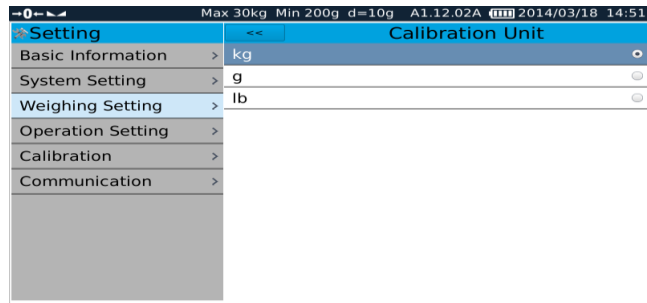 →0← Max 30kg Min 200g d=10g A1.12.02A 2014/03/18 14:51
Setting
<< Calibration Unit
Basic Information >
System Setting >
Weighing Setting >
Operation Setting >
Calibration >
Communication >
kg
g
lb